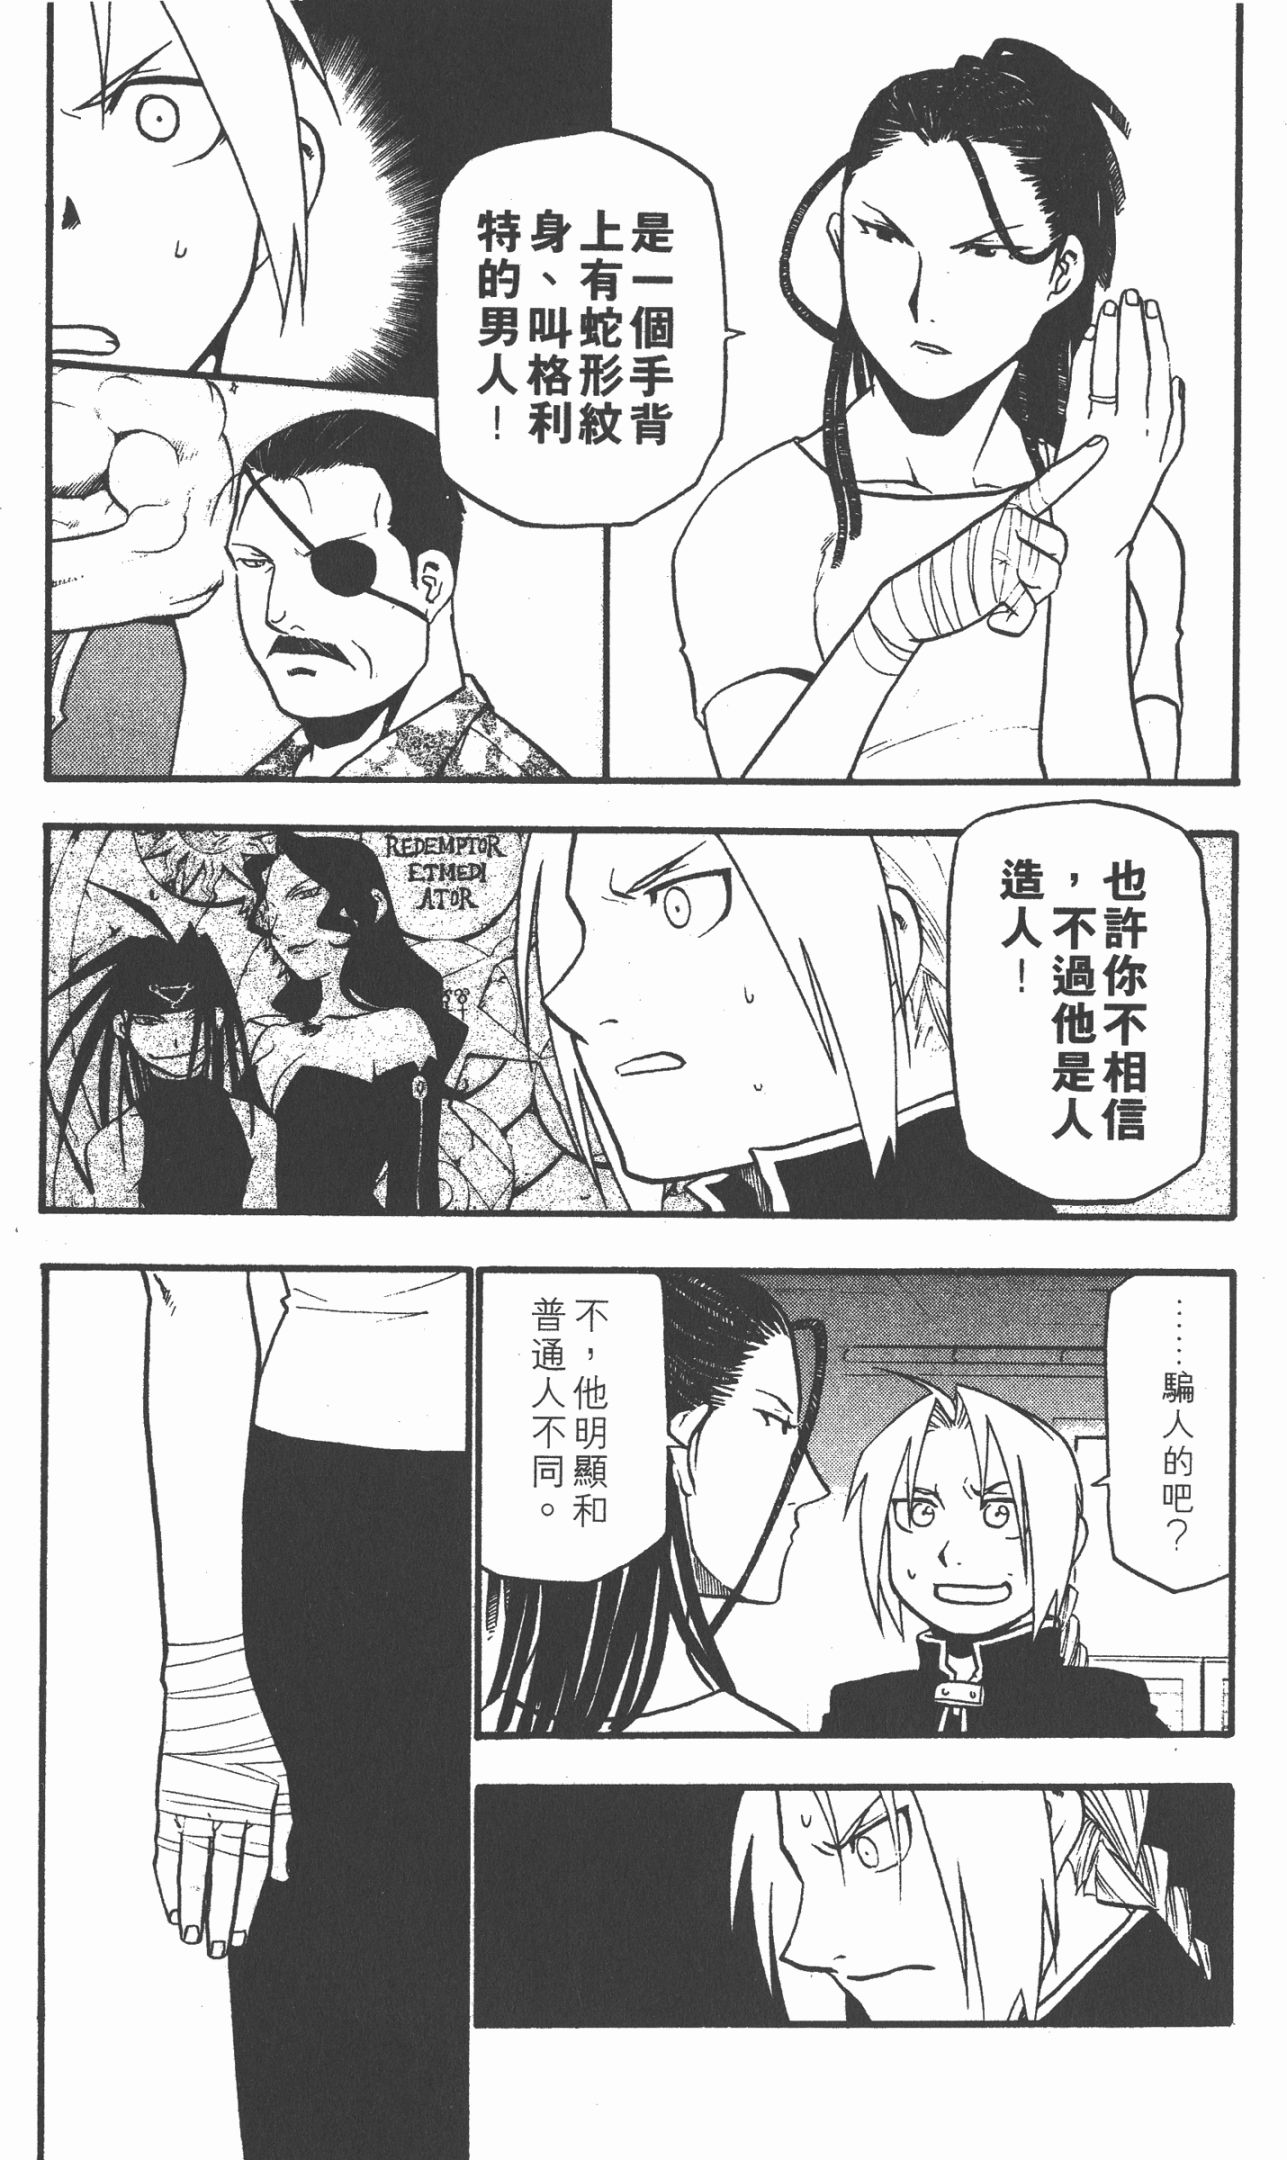 是一個手背
上有蛇形紋
身、叫格利
特的男人！
也許你不相信
，不過他是人
造人！
REDEMPTOR
ETMEDI
ATOR
……騙人的吧？
不，他明顯和
普通人不同。